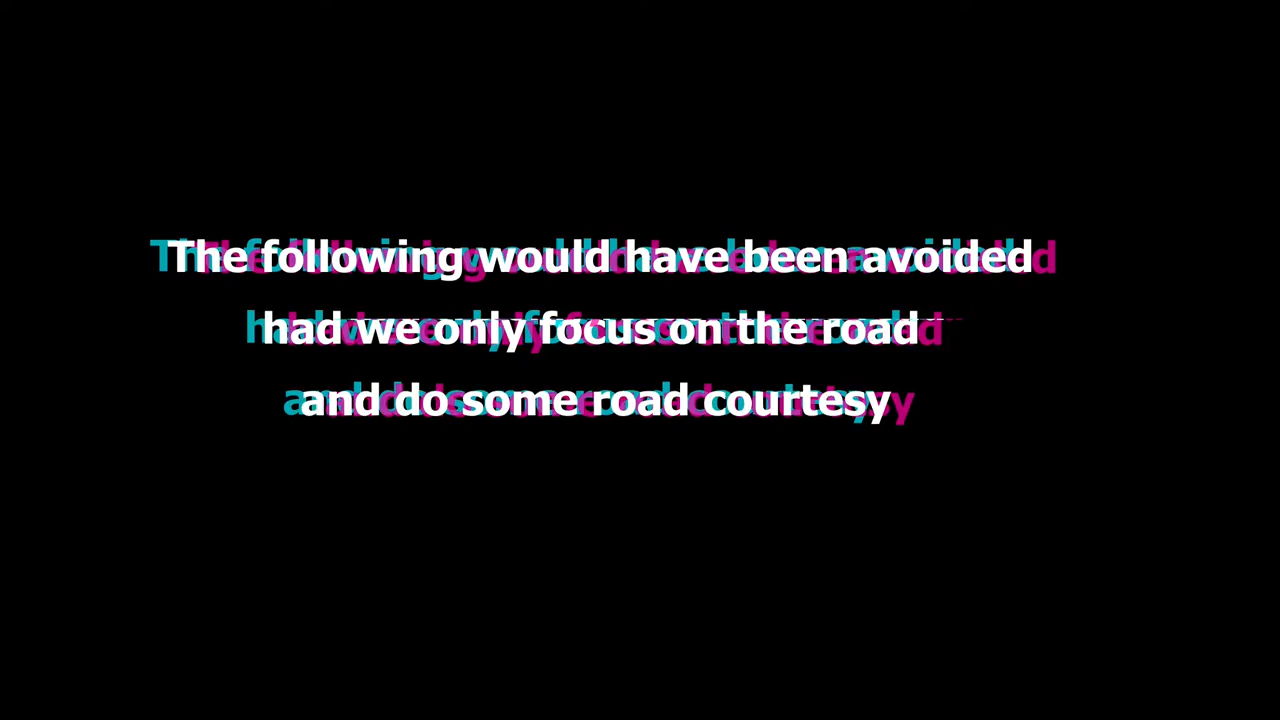 The following would have been avoided
had we only focus on the road
and do some road courtesy